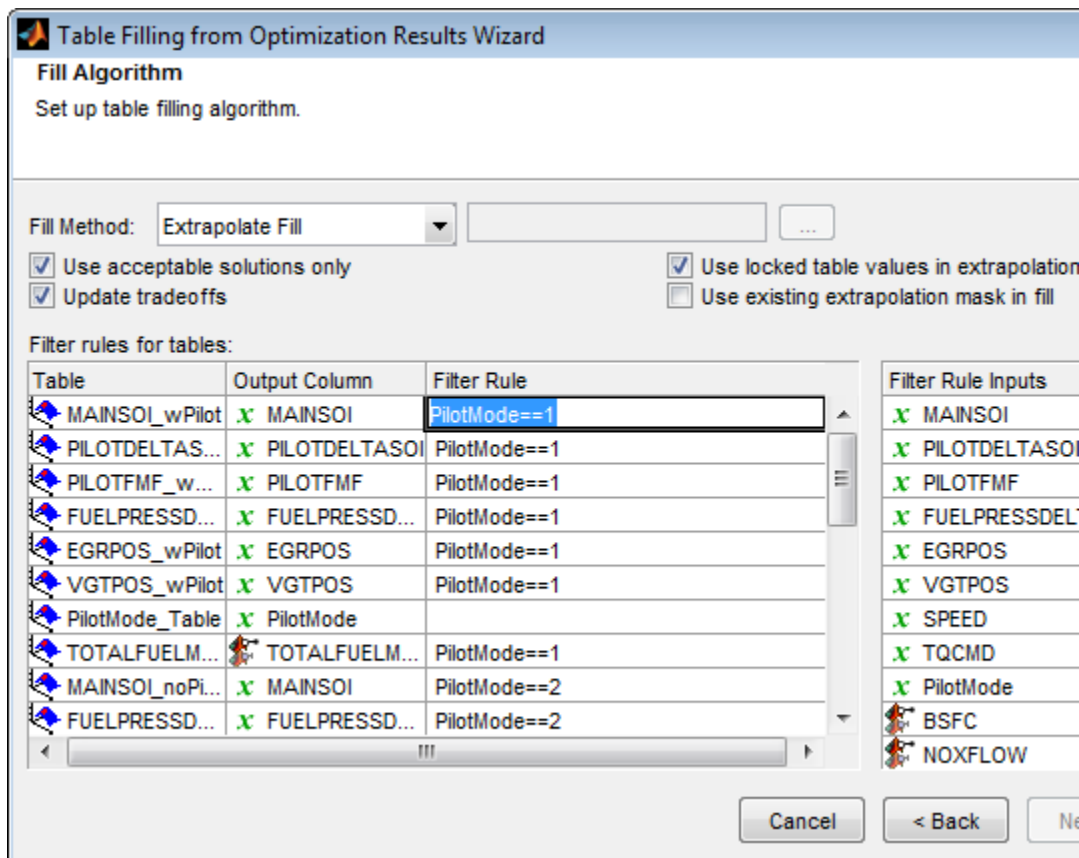 Table Filling from Optimization Results Wizard
Fill Algorithm
Set up table filling algorithm.
Fill Method: Extrapolate Fill ...
Use acceptable solutions only Use locked table values in extrapolation
Update tradeoffs Use existing extrapolation mask in fill
Filter rules for tables:
Table Output Column Filter Rule Filter Rule Inputs
MAINSOI_wPilot x MAINSOI PilotMode==1 x MAINSOI
PILOTDELTAS... x PILOTDELTASOI PilotMode==1 x PILOTDELTASOI
PILOTFMF_w... x PILOTFMF PilotMode==1 x PILOTFMF
FUELPRESSD... x FUELPRESSD... PilotMode==1 x FUELPRESSDELT
EGRPOS_wPilot x EGRPOS PilotMode==1 x EGRPOS
VGTPOS_wPilot x VGTPOS PilotMode==1 x VGTPOS
PilotMode_Table x PilotMode x SPEED
TOTALFUELM... TOTALFUELM... PilotMode==1 x TQCMD
MAINSOI_noPi... x MAINSOI PilotMode==2 x PilotMode
FUELPRESSD... x FUELPRESSD... PilotMode==2 BSFC
NOXFLOW
Cancel < Back Ne